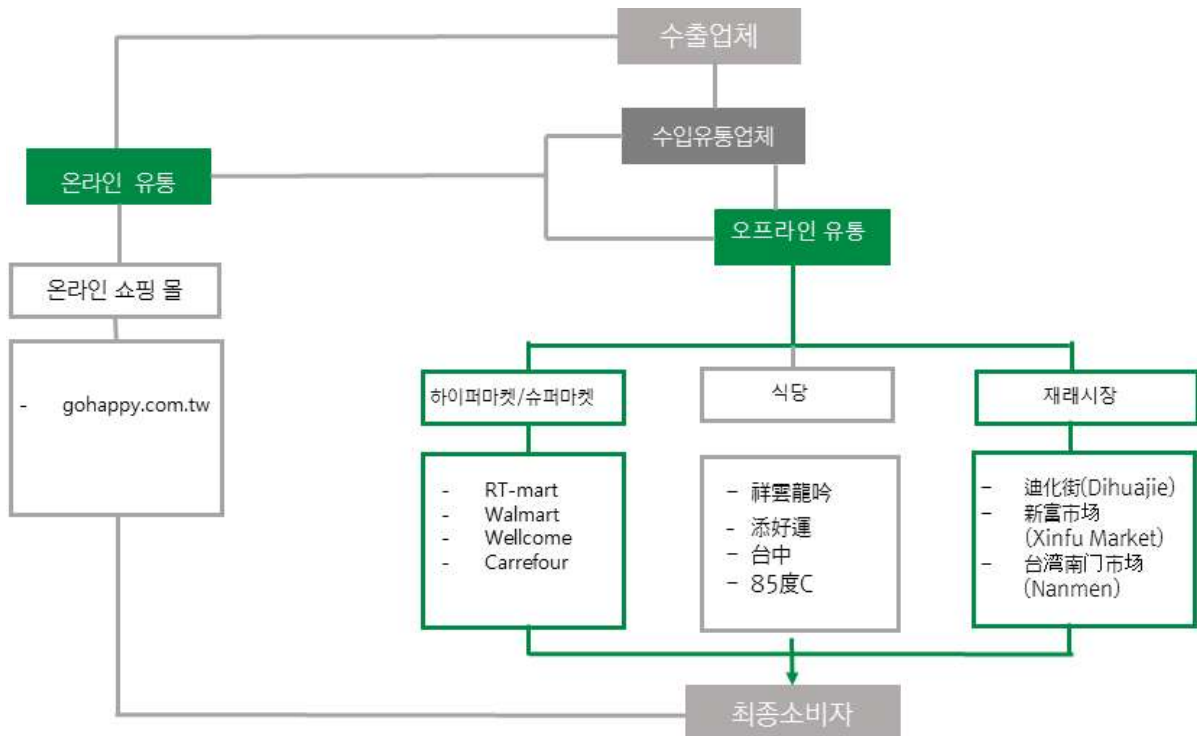 수출업체
수입유통업체
온라인 유통
오프라인 유통
온라인 쇼핑 몰
- gohappy.com.tw
하이퍼마켓/슈퍼마켓
식당
재래시장
- RT-mart
- Walmart
- Wellcome
- Carrefour
- 祥雲龍吟
- 添好運
- 台中
- 85度C
- 迪化街(Dihuajie)
- 新富市场
(Xinfu Market)
- 台湾南门市场
(Nanmen)
최종소비자